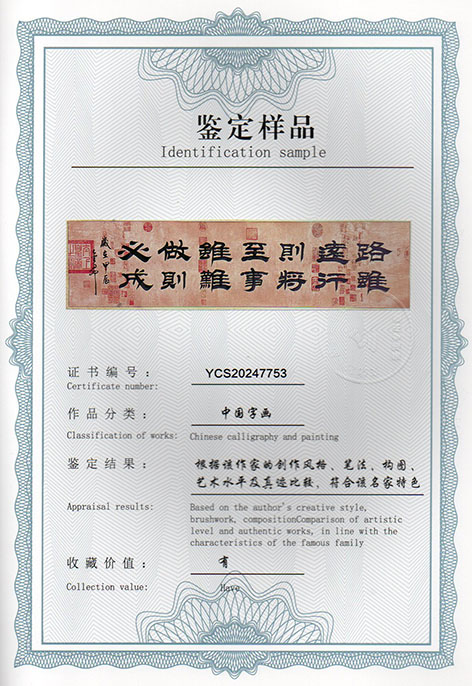 鉴定样品
Identification sample
路雖
遠行
則將
至事
雖難
做則
必成
歲在甲辰
证书编号：
YCS20247753
Certificate number:
作品分类：
中国字画
Classification of works:
Chinese calligraphy and painting
鉴定结果：
根据该作家的创作风格、笔法、构图、
艺术水平及真迹比较，符合该名家特色
Appraisal results:
Based on the author's creative style,
brushwork, compositionComparison of artistic
level and authentic works, in line with the
characteristics of the famous family
收藏价值：
有
Collection value:
Have